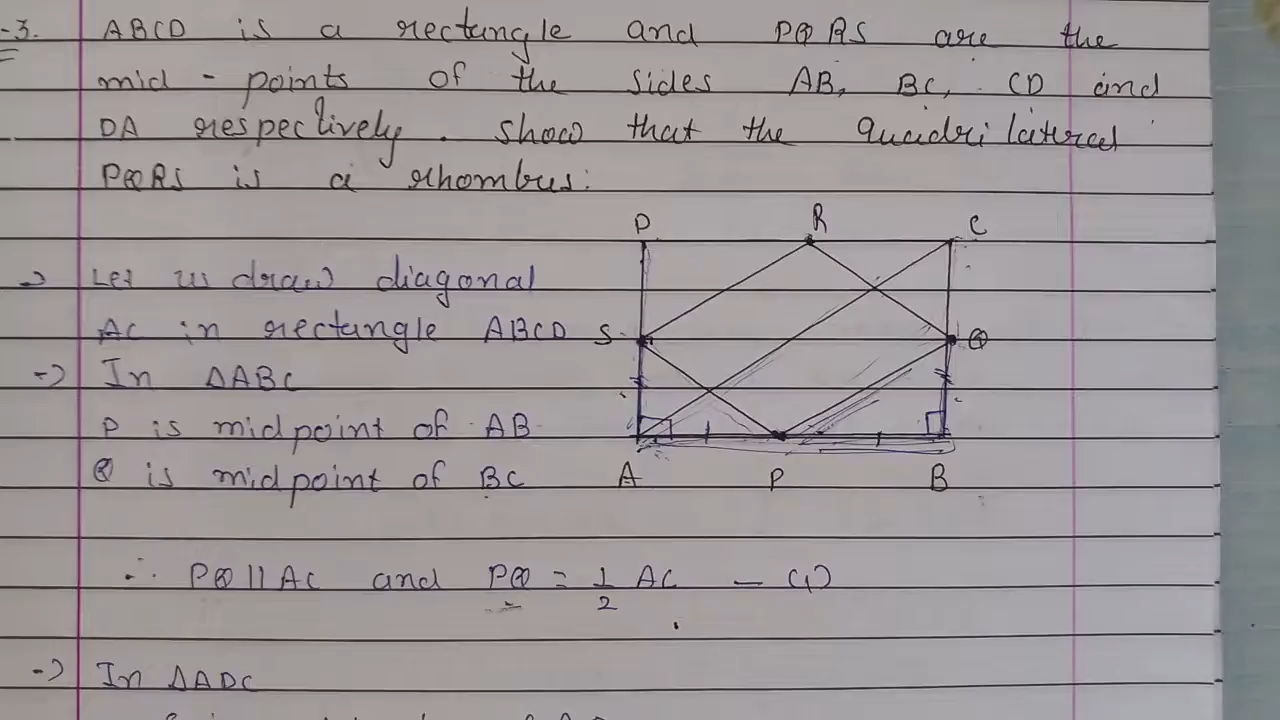 -3. ABCD is a rectangle and PQRS are the
mid - points of the sides AB, BC, CD and
DA respectively. show that the quadrilateral
PQRS is a rhombus.
D R C
→ Let us draw diagonal
AC in rectangle ABCD
S Q
→ In ΔABC
P is midpoint of AB
Q is midpoint of BC
A P B
∴ PQ || AC and PQ = 1/2 AC — (1)
→ In ΔADC